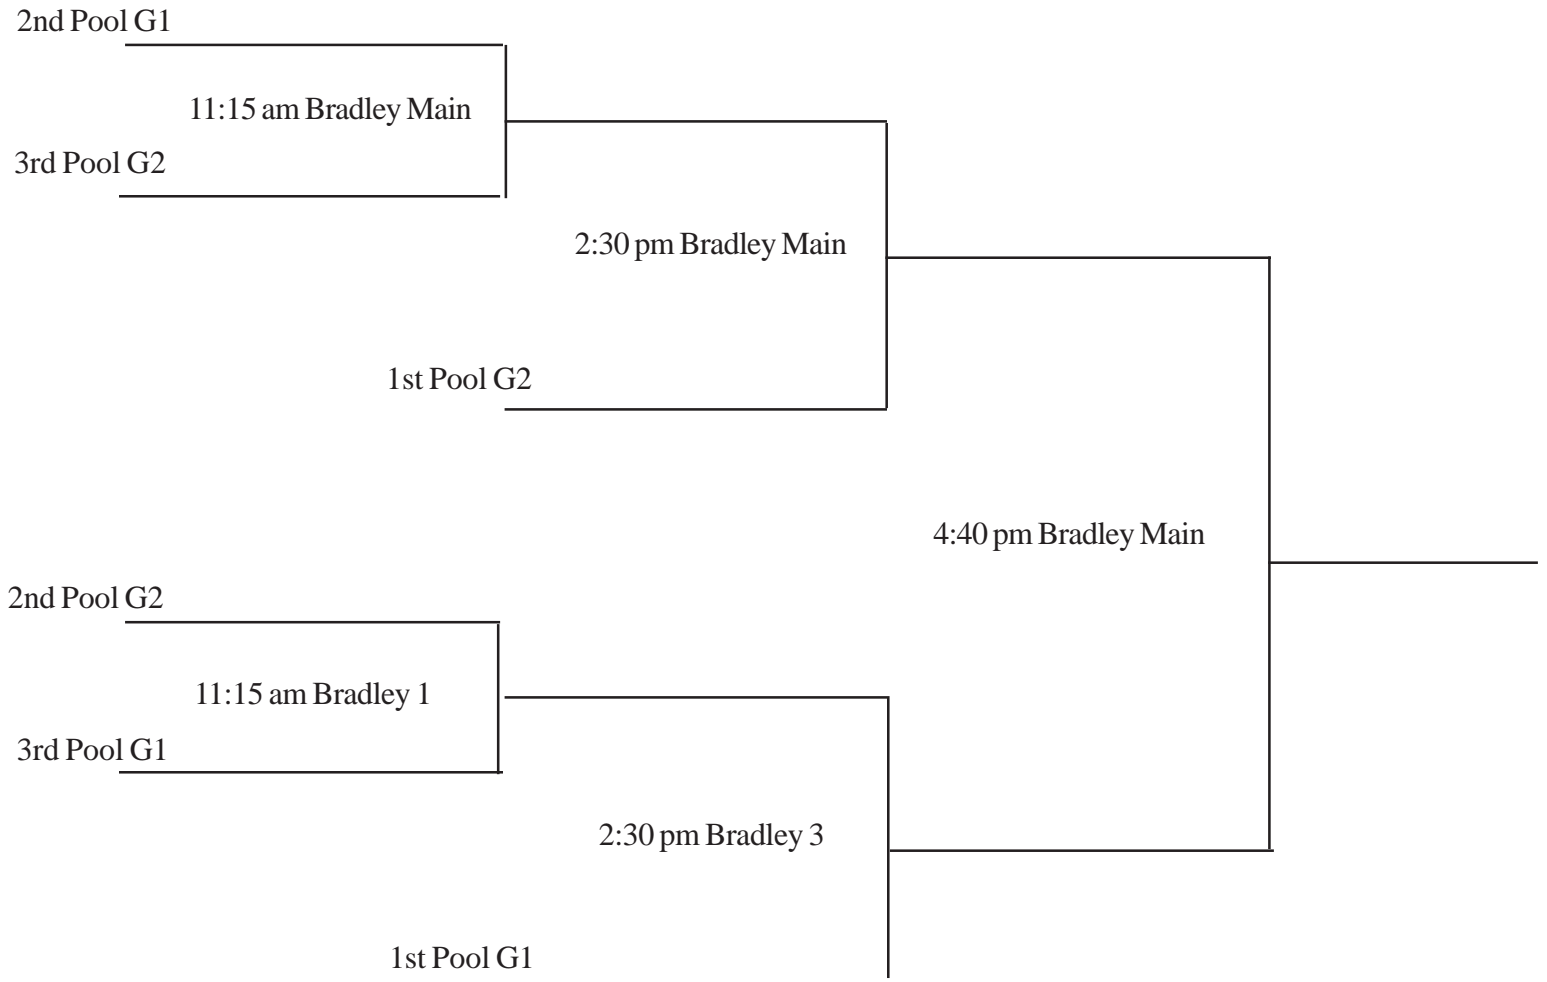 2nd Pool G1
11:15 am Bradley Main
3rd Pool G2
2:30 pm Bradley Main
1st Pool G2
4:40 pm Bradley Main
2nd Pool G2
11:15 am Bradley 1
3rd Pool G1
2:30 pm Bradley 3
1st Pool G1